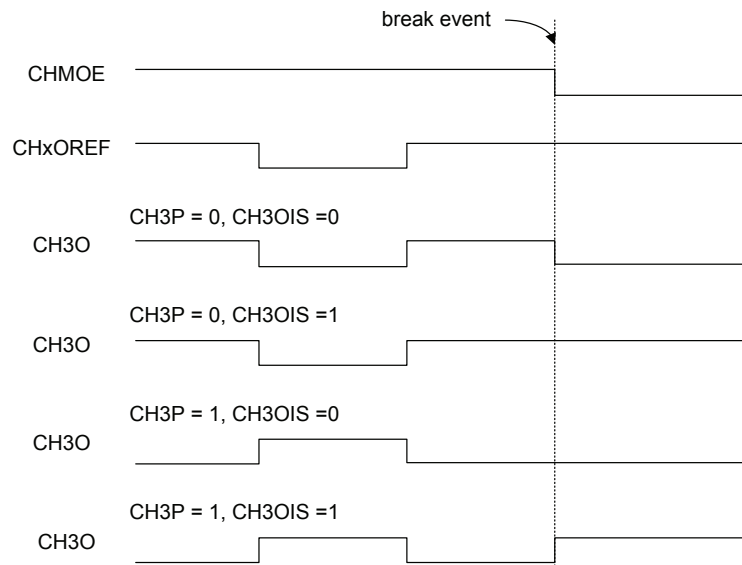 break event
CHMOE
CHxOREF
CH3P = 0, CH3OIS =0
CH3O
CH3P = 0, CH3OIS =1
CH3O
CH3P = 1, CH3OIS =0
CH3O
CH3P = 1, CH3OIS =1
CH3O